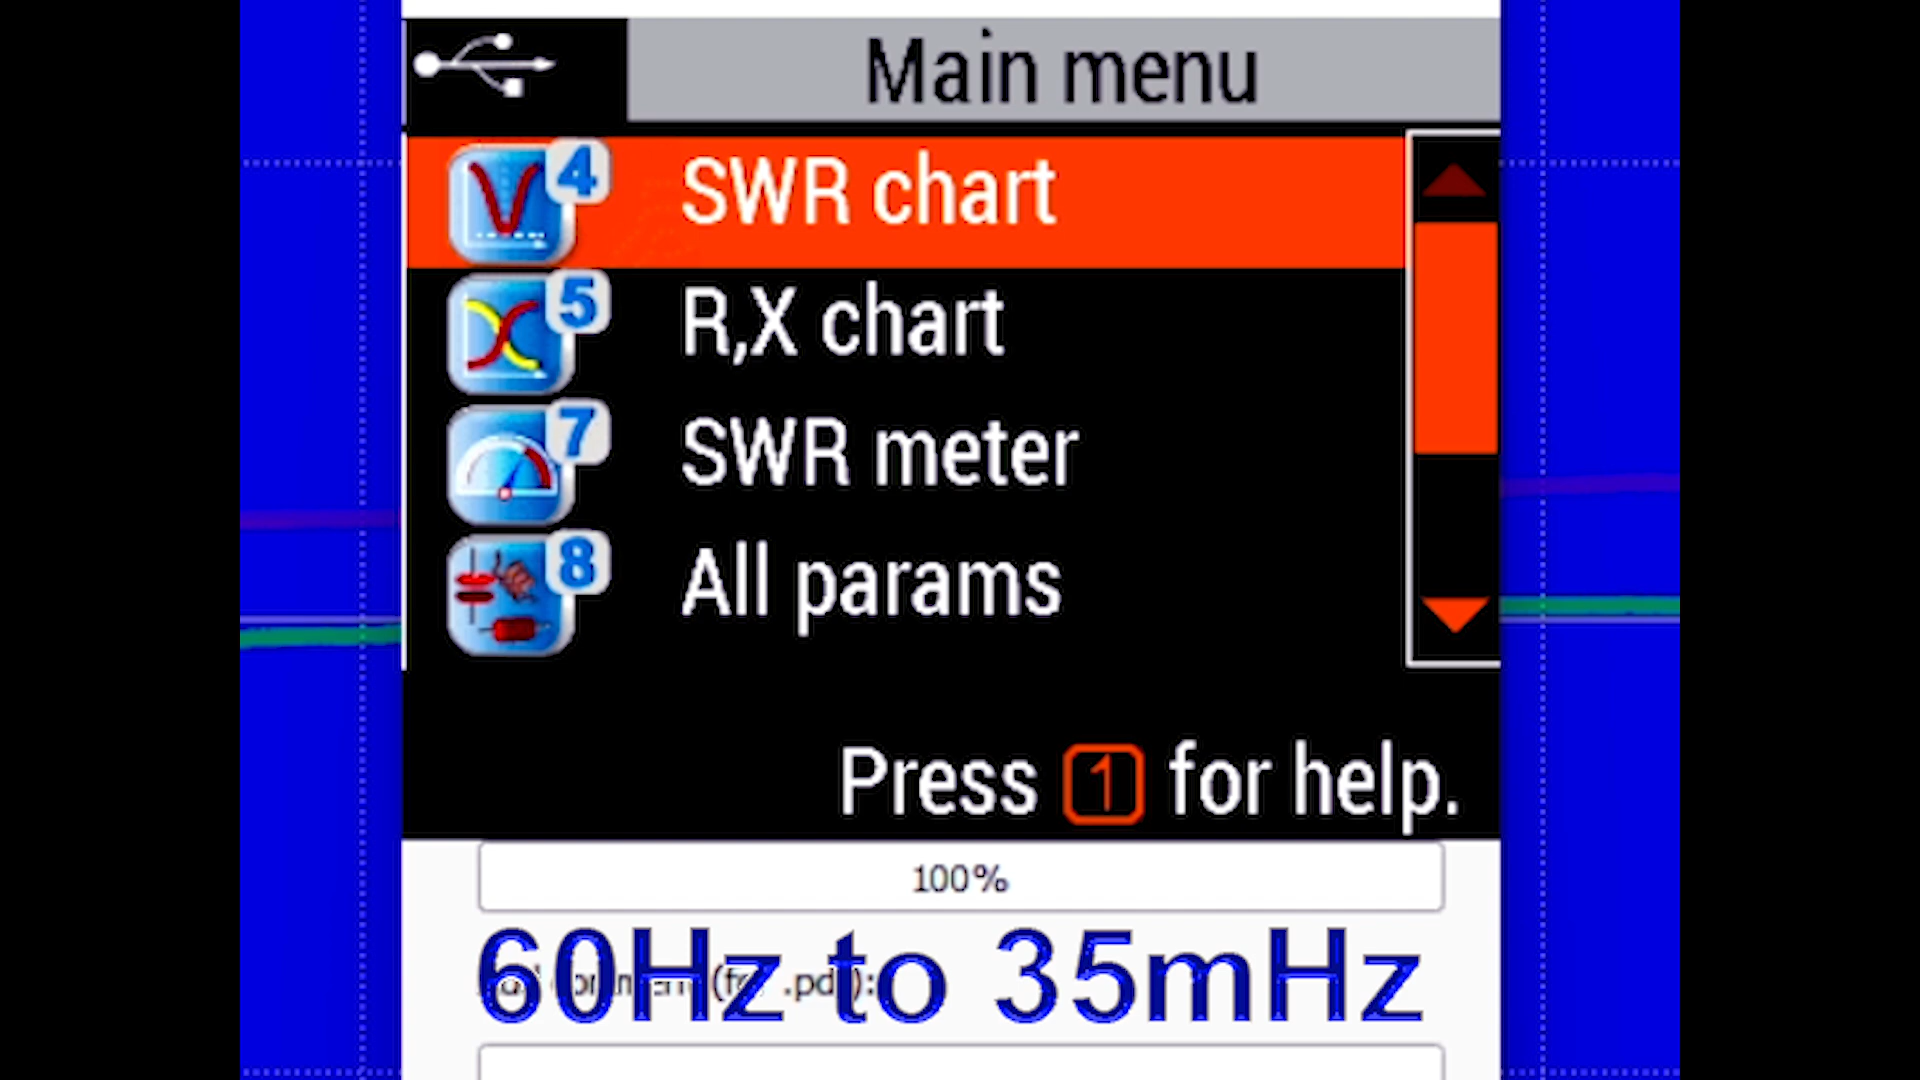 Main menu
4 SWR chart
5 R,X chart
7 SWR meter
8 All params
Press 1 for help.
100%
60Hz to 35mHz